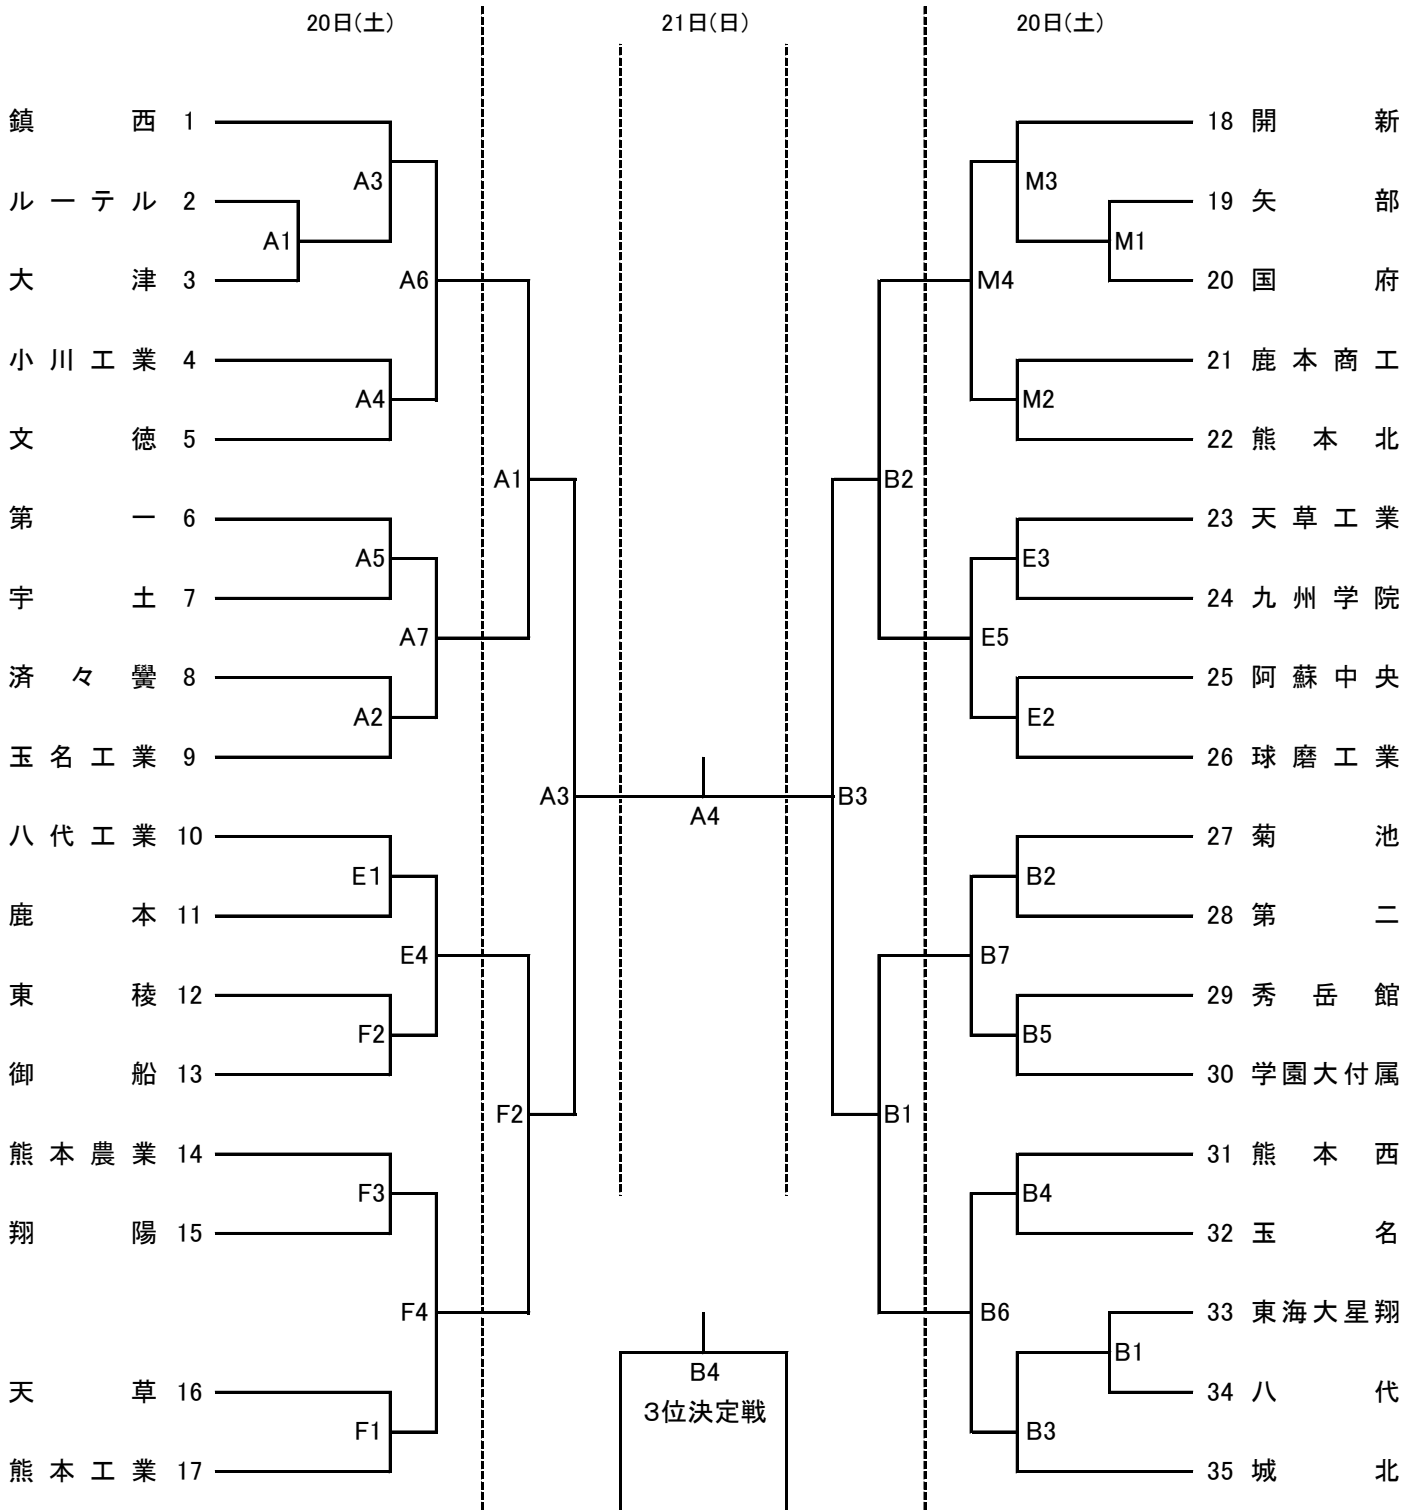 20日(土) 21日(日) 20日(土)
鎮西 1 18 開新
A3 M3
ルーテル 2 19 矢部
A1 M1
大津 3 A6 M4 20 国府
小川工業 4 21 鹿本商工
A4 M2
文徳 5 22 熊本北
A1 B2
第一 6 23 天草工業
A5 E3
宇土 7 24 九州学院
A7 E5
済々黌 8 25 阿蘇中央
A2 E2
玉名工業 9 26 球磨工業
A3 A4 B3
八代工業 10 27 菊池
E1 B2
鹿本 11 28 第二
E4 B7
東稜 12 29 秀岳館
F2 B5
御船 13 30 学園大付属
F2 B1
熊本農業 14 31 熊本西
F3 B4
翔陽 15 32 玉名
F4 B6 33 東海大星翔
B4 B1
天草 16 34 八代
3位決定戦
F1 B3
熊本工業 17 35 城北